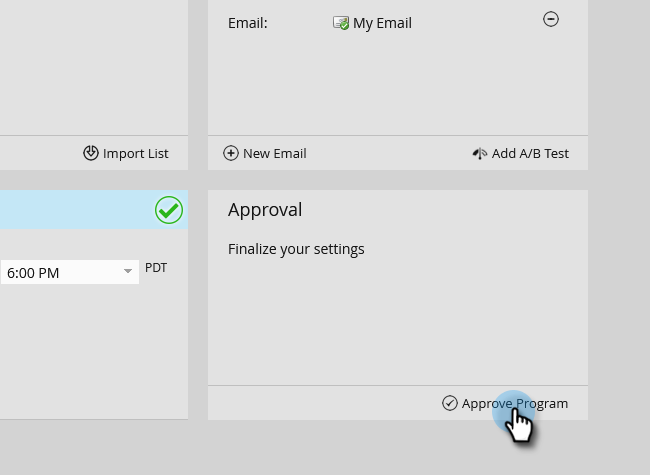 Email: My Email
Import List
New Email
Add A/B Test
Approval
Finalize your settings
6:00 PM PDT
Approve Program